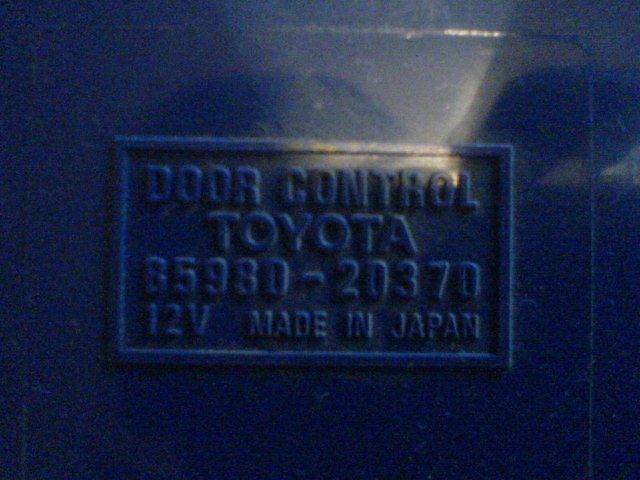 DOOR CONTROL
TOYOTA
85980-20370
12V MADE IN JAPAN